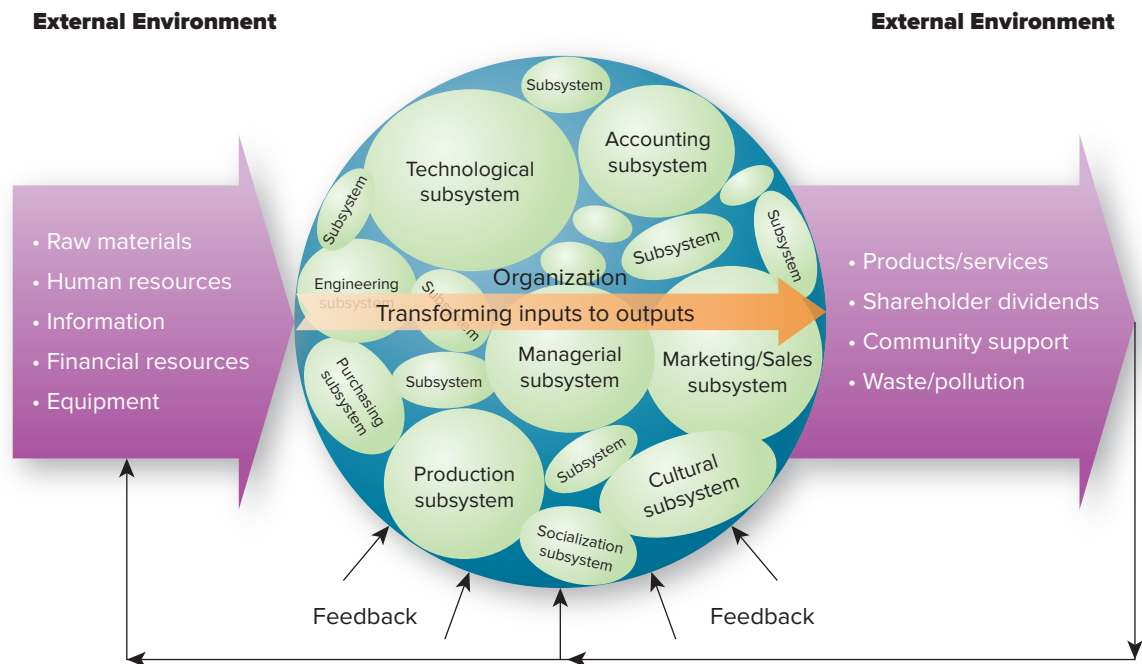 External Environment
External Environment
• Raw materials
• Human resources
• Information
• Financial resources
• Equipment
Subsystem
Technological
subsystem
Accounting
subsystem
Subsystem
Subsystem
Subsystem
Engineering
subsystem
Subsystem
Organization
Transforming inputs to outputs
Purchasing
subsystem
Subsystem
Managerial
subsystem
Marketing/Sales
subsystem
Production
subsystem
Subsystem
Cultural
subsystem
Socialization
subsystem
• Products/services
• Shareholder dividends
• Community support
• Waste/pollution
Feedback
Feedback